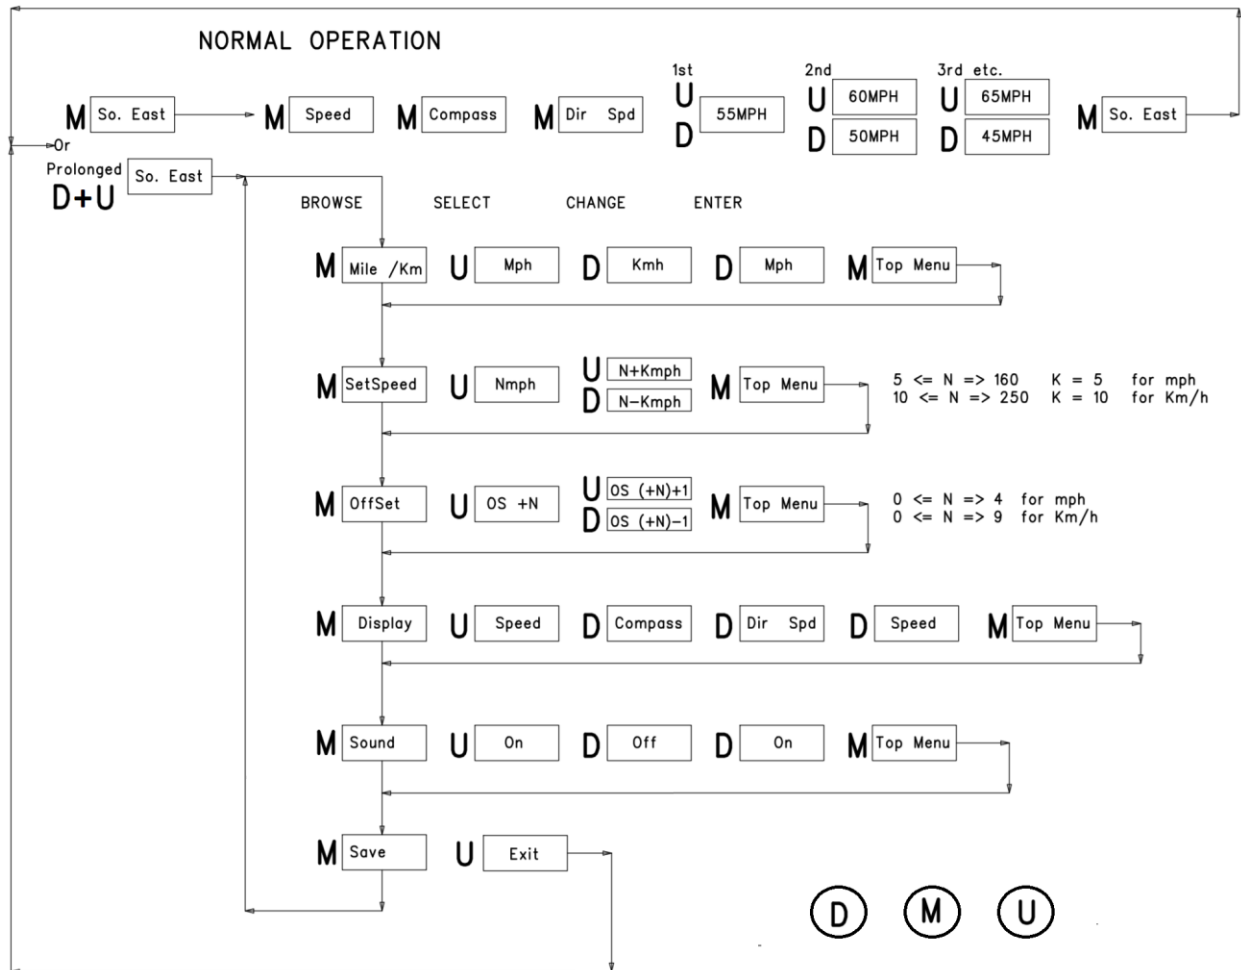 NORMAL OPERATION
1st 2nd 3rd etc.
U 55MPH U 60MPH U 65MPH
M So. East M Speed M Compass M Dir Spd D D 50MPH D 45MPH M So. East
Or
Prolonged
D+U So. East
BROWSE SELECT CHANGE ENTER
M Mile /Km U Mph D Kmh D Mph M Top Menu
M SetSpeed U Nmph U N+Kmph M Top Menu 5 <= N => 160 K = 5 for mph
D N-Kmph 10 <= N => 250 K = 10 for Km/h
M OffSet U OS +N U OS (+N)+1 M Top Menu 0 <= N => 4 for mph
D OS (+N)-1 0 <= N => 9 for Km/h
M Display U Speed D Compass D Dir Spd D Speed M Top Menu
M Sound U On D Off D On M Top Menu
M Save U Exit
D M U